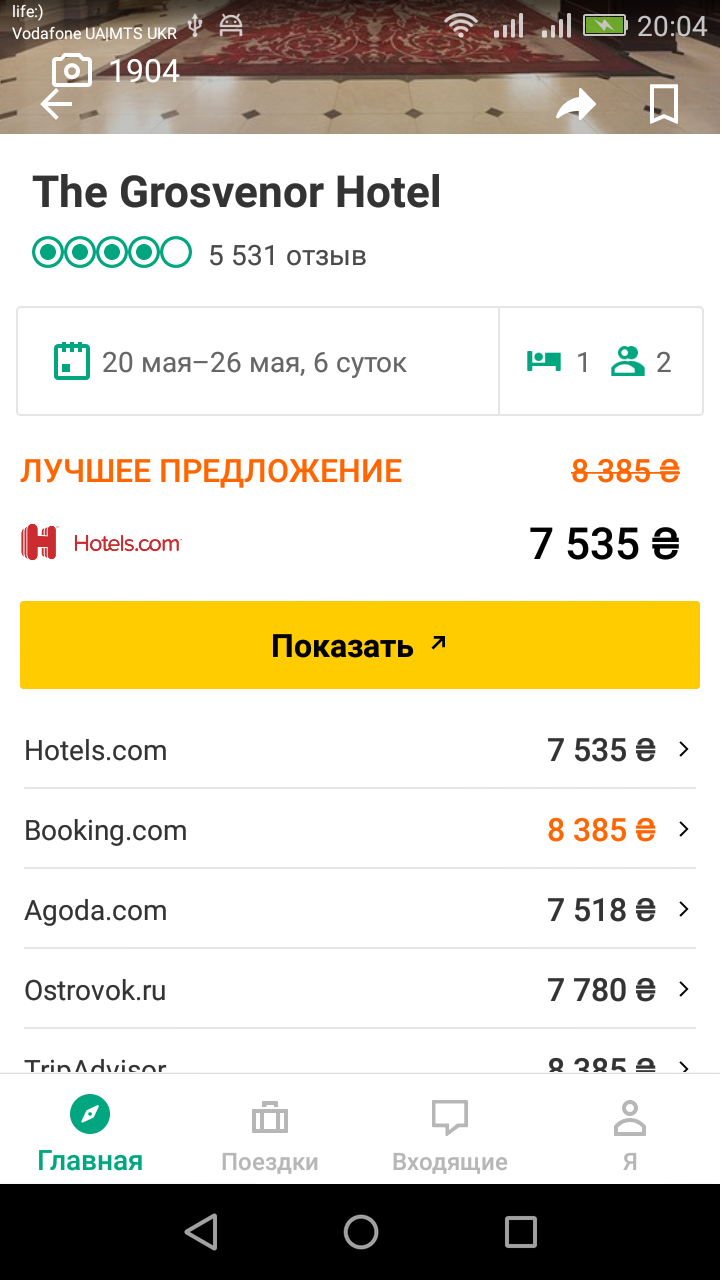 life:)
Vodafone UA|MTS UKR
20:04
1904
The Grosvenor Hotel
5 531 отзыв
20 мая–26 мая, 6 суток
1
2
ЛУЧШЕЕ ПРЕДЛОЖЕНИЕ
8 385 ₴
Hotels.com
7 535 ₴
Показать
Hotels.com
7 535 ₴
Booking.com
8 385 ₴
Agoda.com
7 518 ₴
Ostrovok.ru
7 780 ₴
TripAdvisor
8 385 ₴
Главная
Поездки
Входящие
Я